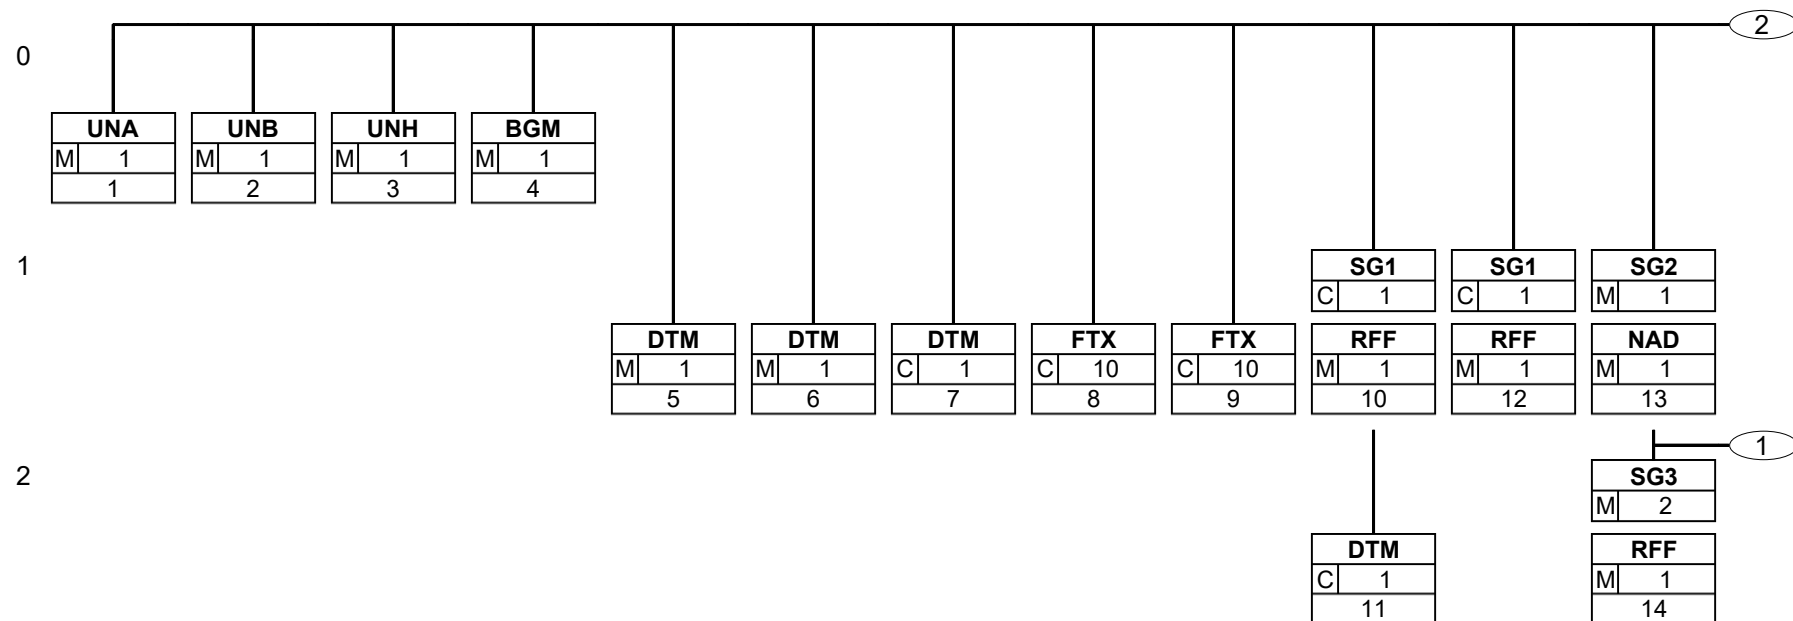 2
0
UNA UNB UNH BGM
M 1 M 1 M 1 M 1
1 2 3 4
1
SG1 SG1 SG2
C 1 C 1 M 1
DTM DTM DTM FTX FTX RFF RFF NAD
M 1 M 1 C 1 C 10 C 10 M 1 M 1 M 1
5 6 7 8 9 10 12 13
1
2
SG3
M 2
DTM RFF
C 1 M 1
11 14